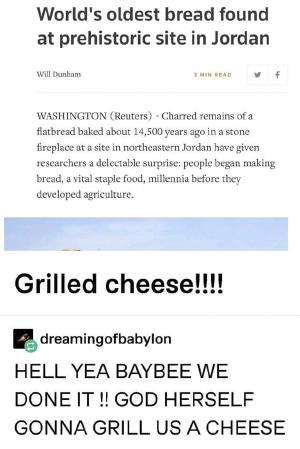 World's oldest bread found
at prehistoric site in Jordan
Will Dunham
3 MIN READ
WASHINGTON (Reuters) - Charred remains of a
flatbread baked about 14,500 years ago in a stone
fireplace at a site in northeastern Jordan have given
researchers a delectable surprise: people began making
bread, a vital staple food, millennia before they
developed agriculture.
Grilled cheese!!!!
dreamingofbabylon
HELL YEA BAYBEE WE
DONE IT !! GOD HERSELF
GONNA GRILL US A CHEESE